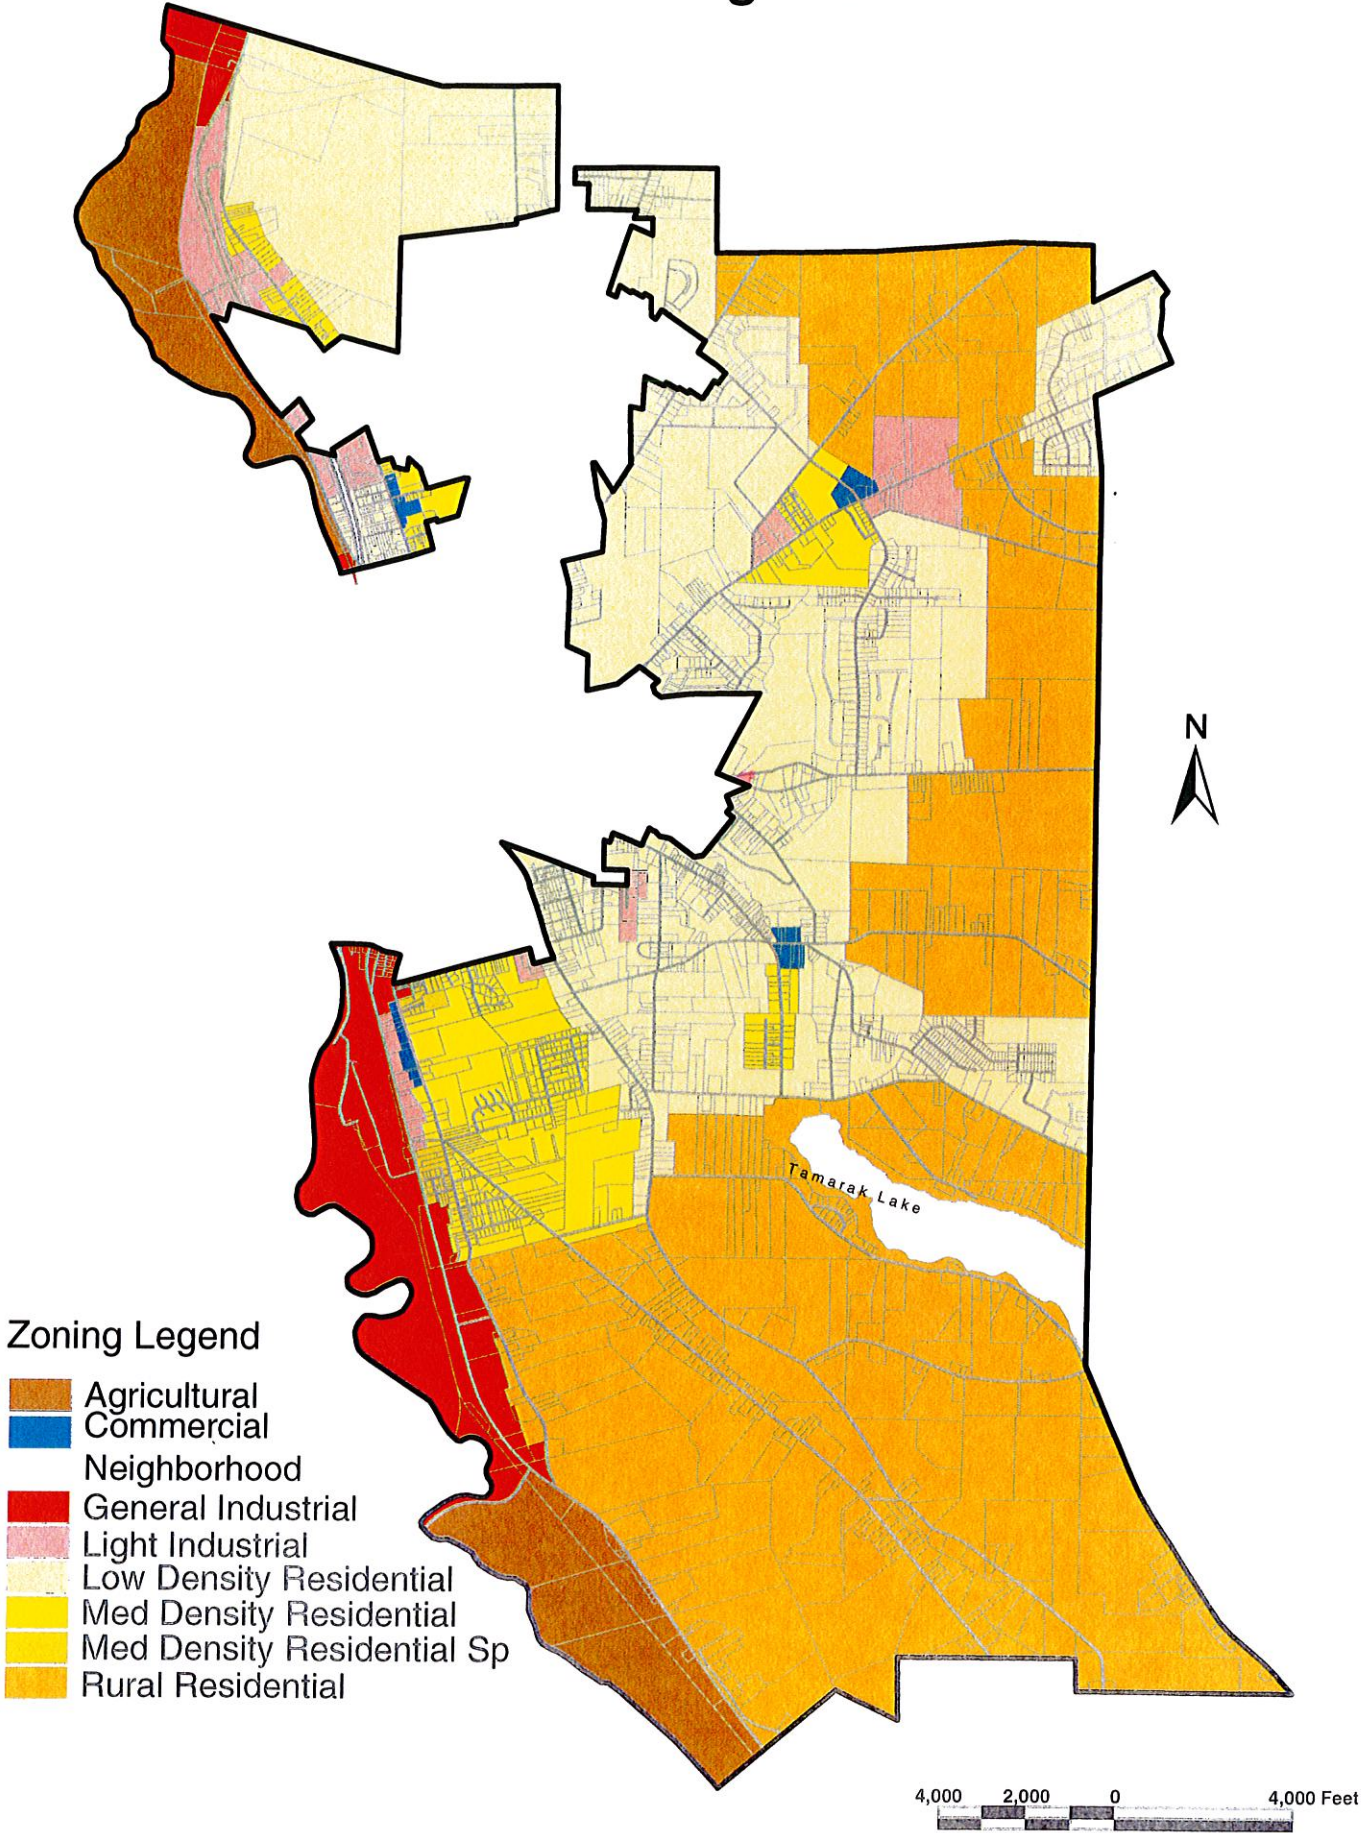 N
Tamarak Lake
Zoning Legend
Agricultural
Commercial
Neighborhood
General Industrial
Light Industrial
Low Density Residential
Med Density Residential
Med Density Residential Sp
Rural Residential
4,000 2,000 0 4,000 Feet